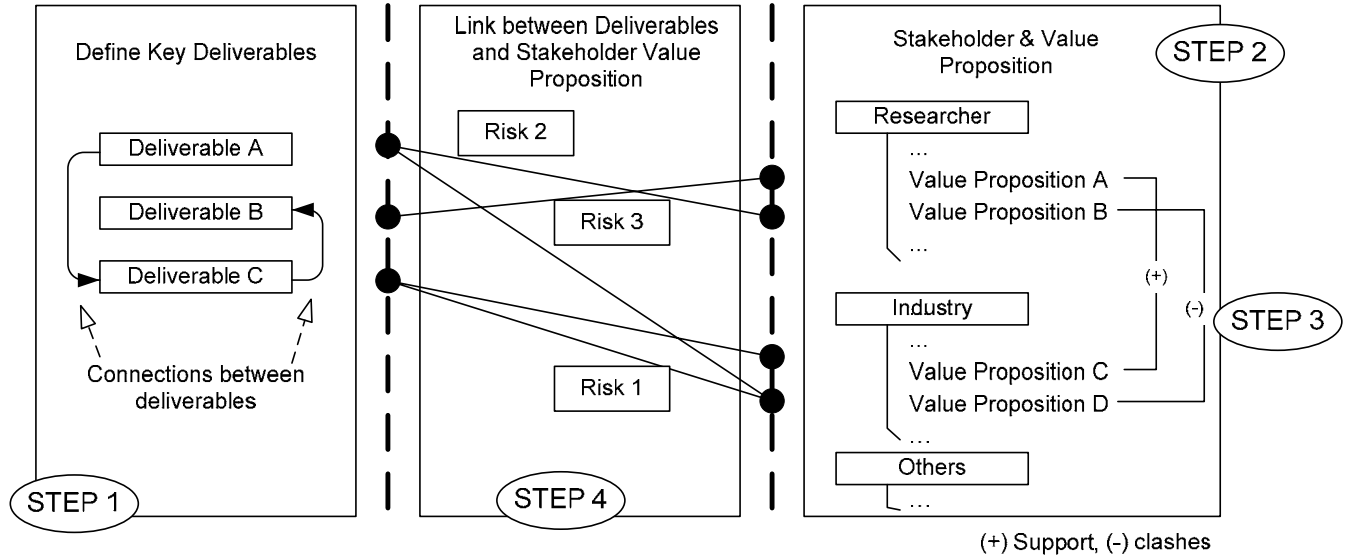 Define Key Deliverables
Deliverable A
Deliverable B
Deliverable C
Connections between
deliverables
STEP 1
Link between Deliverables
and Stakeholder Value
Proposition
Risk 2
Risk 3
Risk 1
STEP 4
Stakeholder & Value
Proposition
STEP 2
Researcher
...
Value Proposition A
Value Proposition B
...
(+)
(-)
STEP 3
Industry
...
Value Proposition C
Value Proposition D
...
Others
...
(+) Support, (-) clashes